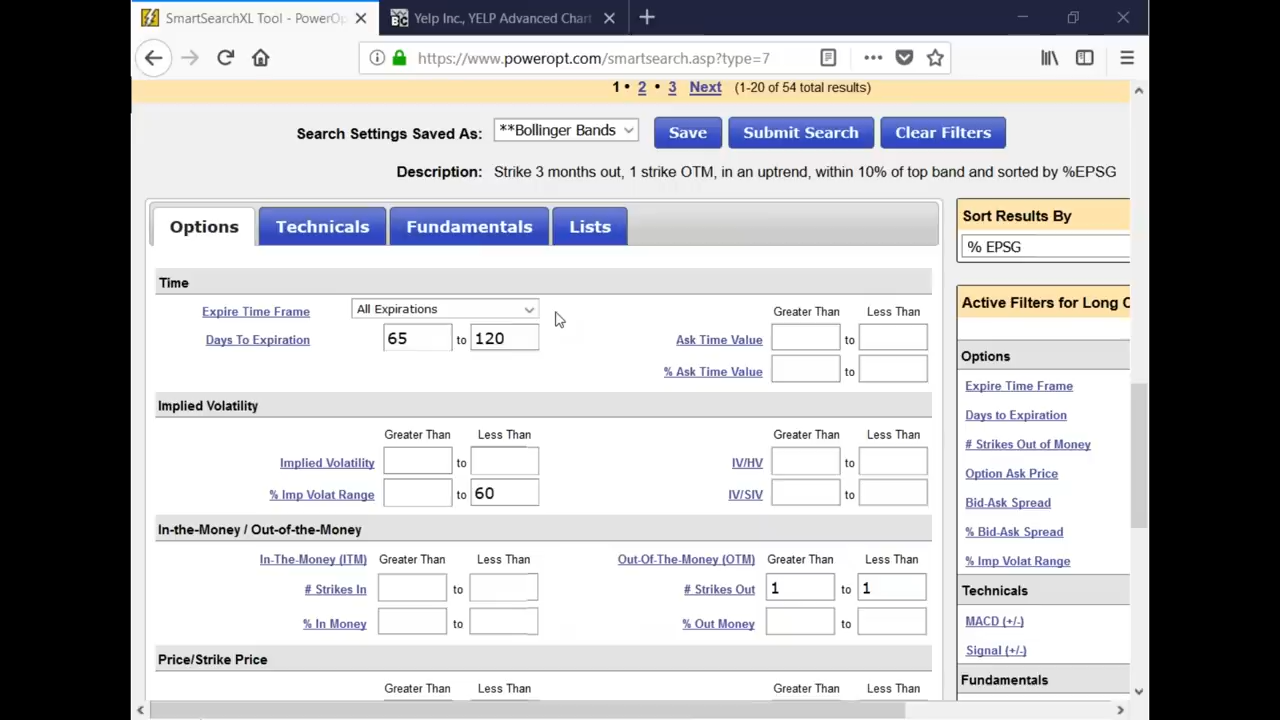 SmartSearchXL Tool - PowerOp
Yelp Inc., YELP Advanced Chart
https://www.poweropt.com/smartsearch.asp?type=7
1 • 2 • 3 Next (1-20 of 54 total results)
Search Settings Saved As: **Bollinger Bands Save Submit Search Clear Filters
Description: Strike 3 months out, 1 strike OTM, in an uptrend, within 10% of top band and sorted by %EPSG
Options Technicals Fundamentals Lists
Sort Results By
% EPSG
Time
Expire Time Frame All Expirations Greater Than Less Than
Days To Expiration 65 to 120 Ask Time Value to
% Ask Time Value to
Implied Volatility
Greater Than Less Than Greater Than Less Than
Implied Volatility to IV/HV to
% Imp Volat Range to 60 IV/SIV to
In-the-Money / Out-of-the-Money
In-The-Money (ITM) Greater Than Less Than Out-Of-The-Money (OTM) Greater Than Less Than
# Strikes In to # Strikes Out 1 to 1
% In Money to % Out Money to
Price/Strike Price
Greater Than Less Than Greater Than Less Than
Active Filters for Long C
Options
Expire Time Frame
Days to Expiration
# Strikes Out of Money
Option Ask Price
Bid-Ask Spread
% Bid-Ask Spread
% Imp Volat Range
Technicals
MACD (+/-)
Signal (+/-)
Fundamentals